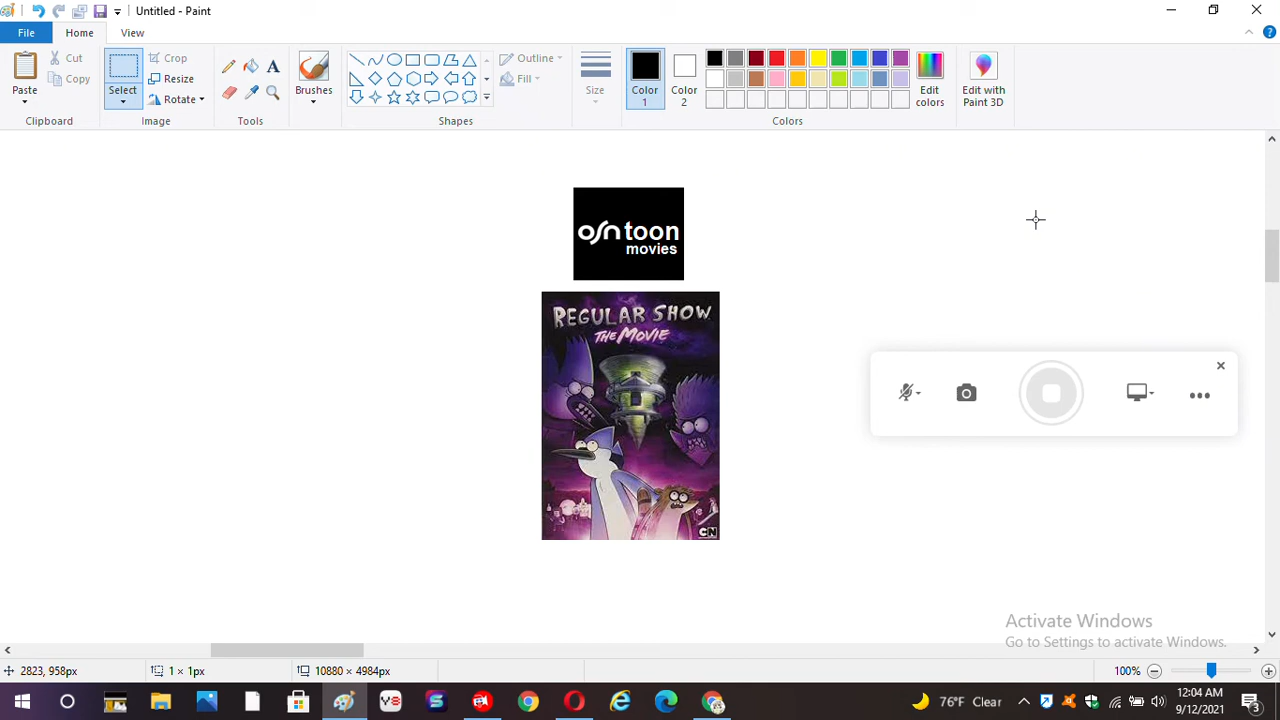 Untitled - Paint
File
Home
View
Paste
Cut
Copy
Clipboard
Select
Crop
Resize
Rotate
Image
Tools
Brushes
Shapes
Outline
Fill
Size
Color
1
Color
2
Edit
colors
Colors
Edit with
Paint 3D
osn toon
movies
REGULAR SHOW
THE MOVIE
CN
Activate Windows
Go to Settings to activate Windows.
2823, 958px
1 × 1px
10880 × 4984px
100%
76°F Clear
12:04 AM
9/12/2021
3